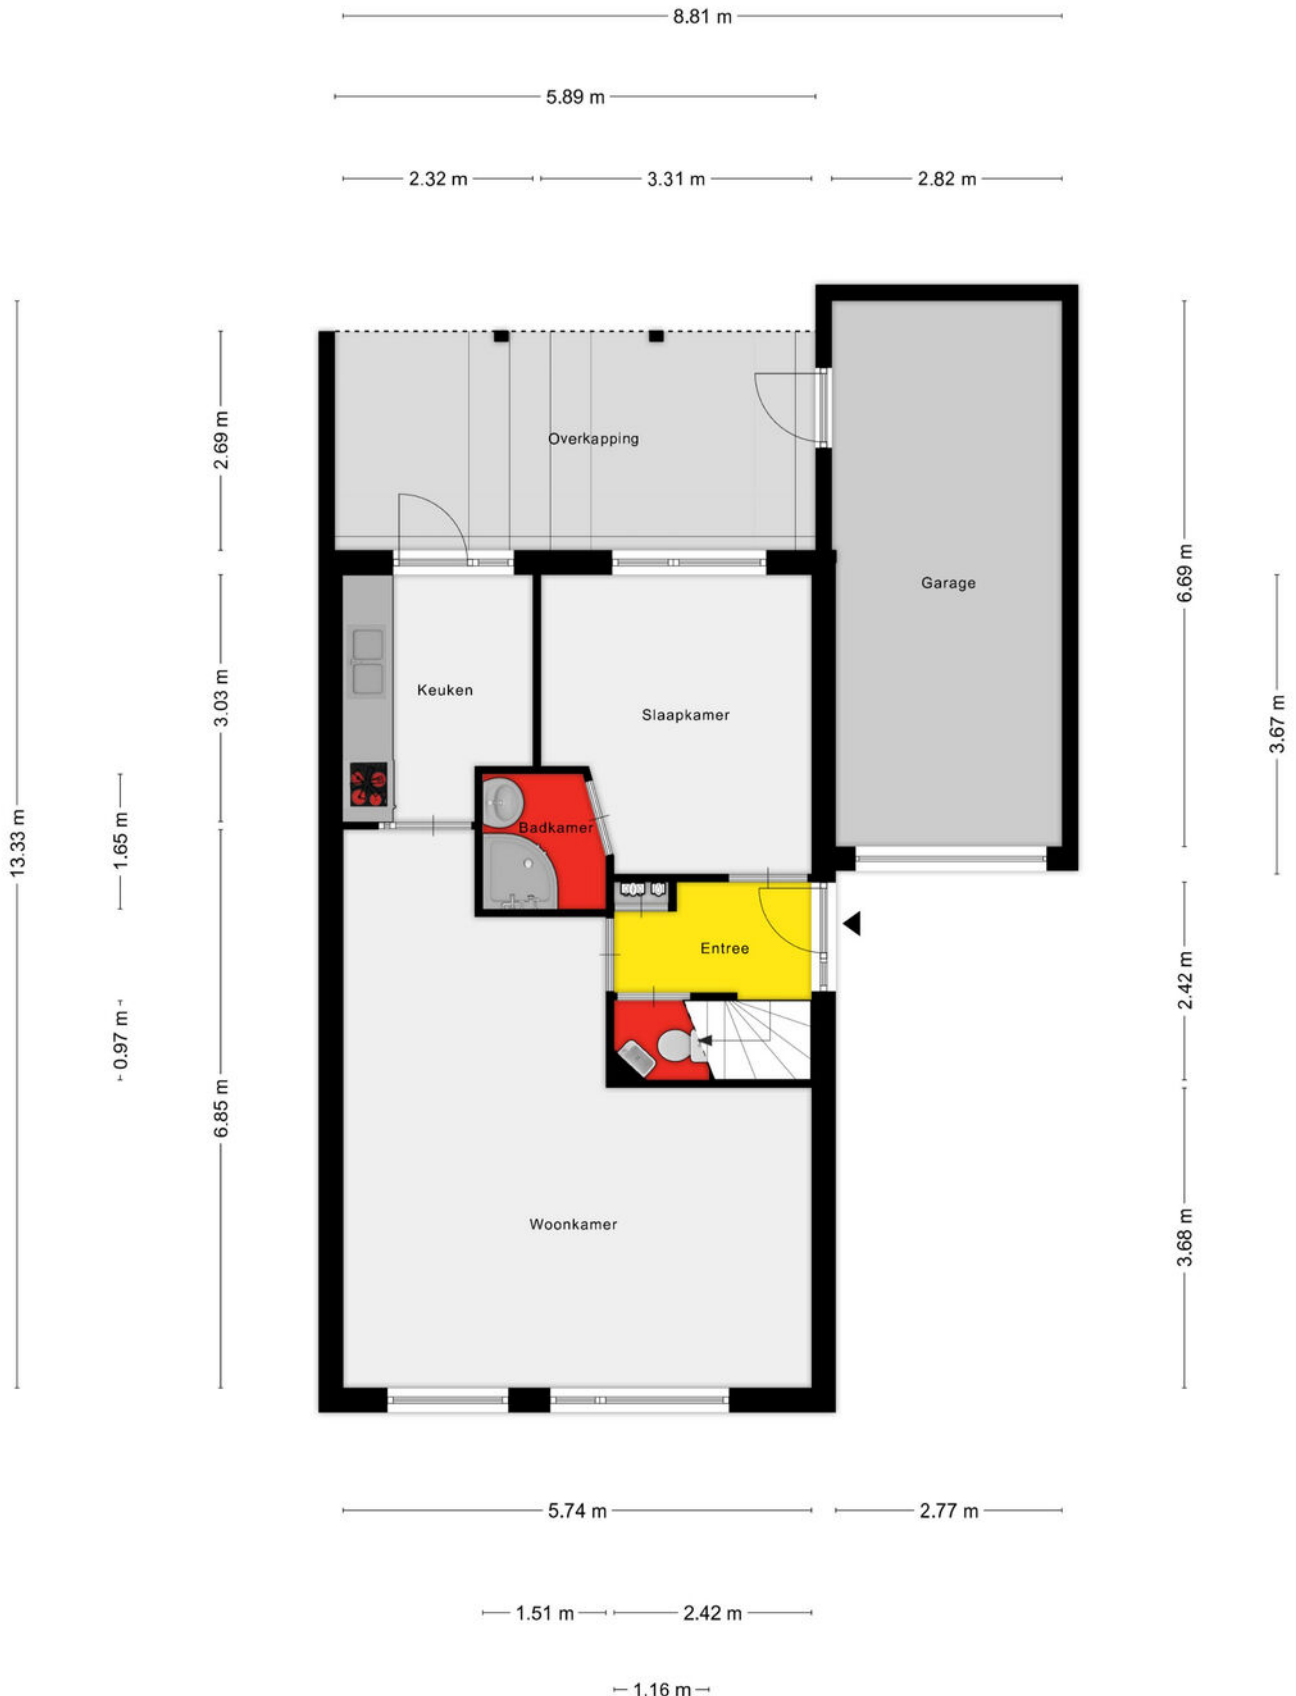 8.81 m
5.89 m
2.32 m
3.31 m
2.82 m
Overkapping
2.69 m
Garage
6.69 m
Keuken
3.03 m
Slaapkamer
3.67 m
Badkamer
1.65 m
13.33 m
Entree
2.42 m
0.97 m
6.85 m
Woonkamer
3.68 m
5.74 m
2.77 m
1.51 m
2.42 m
1.16 m